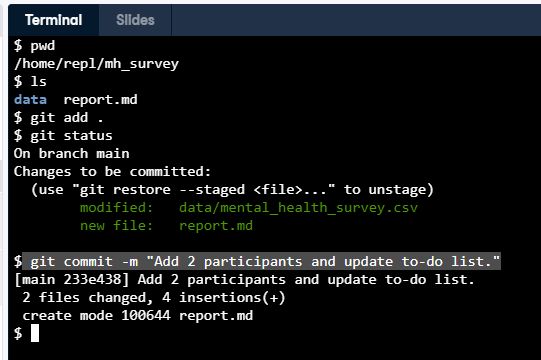 Terminal Slides
$ pwd
/home/repl/mh_survey
$ ls
data  report.md
$ git add .
$ git status
On branch main
Changes to be committed:
  (use "git restore --staged <file>..." to unstage)
        modified:   data/mental_health_survey.csv
        new file:   report.md
$ git commit -m "Add 2 participants and update to-do list."
[main 233e438] Add 2 participants and update to-do list.
 2 files changed, 4 insertions(+)
 create mode 100644 report.md
$